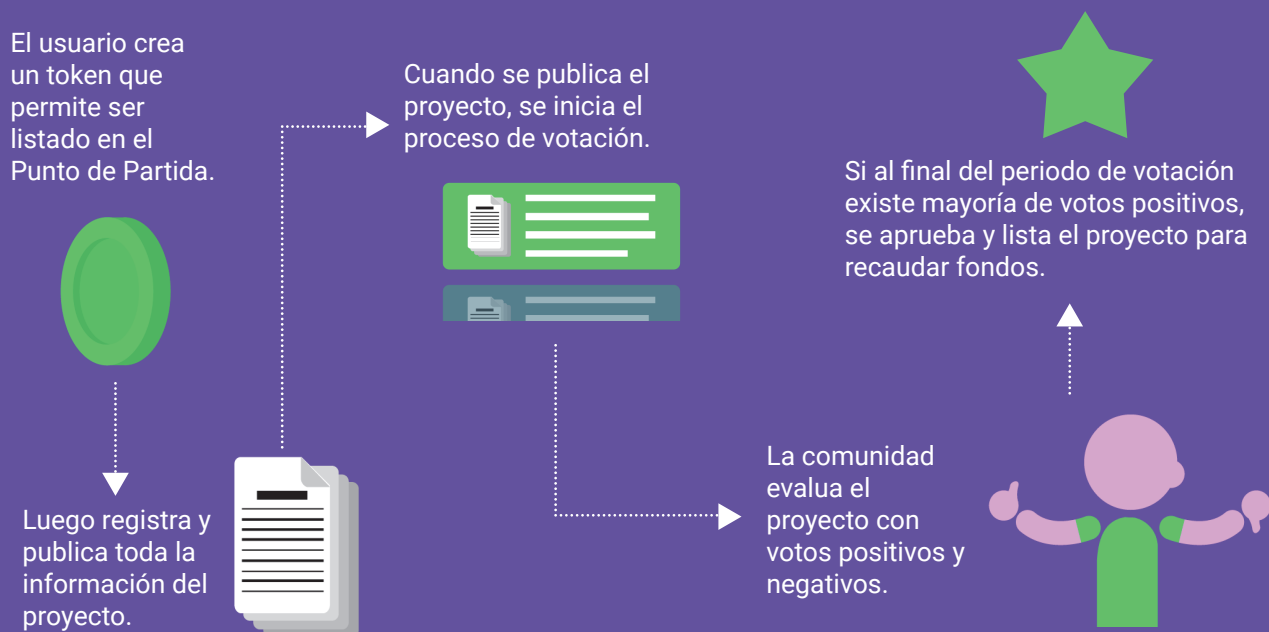 El usuario crea
un token que
permite ser
listado en el
Punto de Partida.
Luego registra y
publica toda la
información del
proyecto.
Cuando se publica el
proyecto, se inicia el
proceso de votación.
La comunidad
evalua el
proyecto con
votos positivos y
negativos.
Si al final del periodo de votación
existe mayoría de votos positivos,
se aprueba y lista el proyecto para
recaudar fondos.